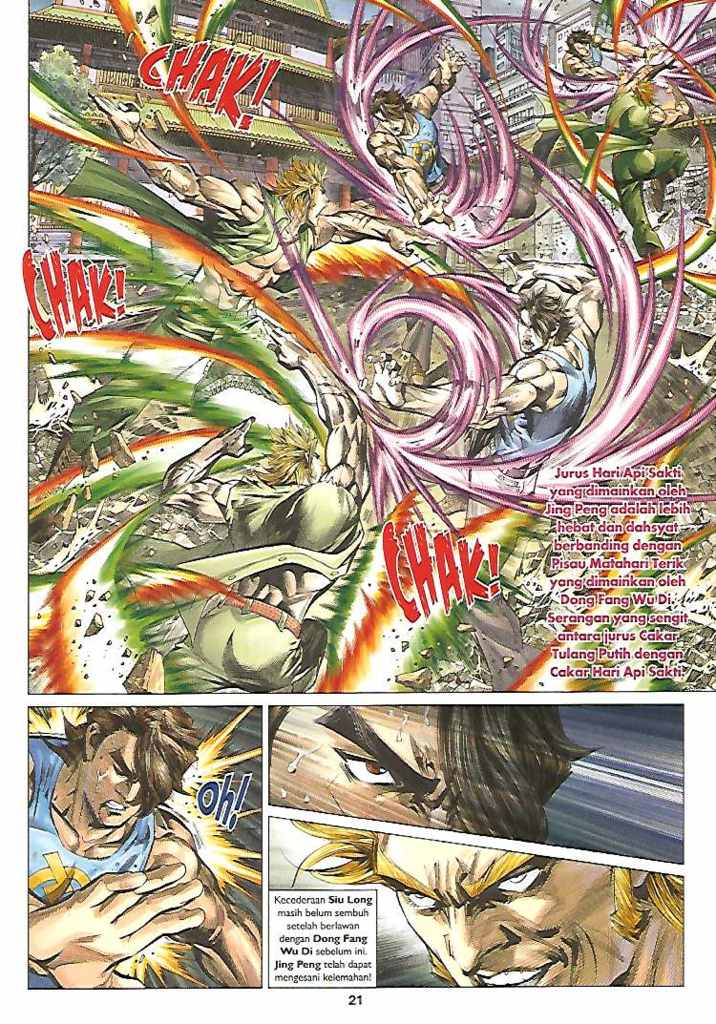 CHAK!
CHAK!
CHAK!
Jurus Hari Api Sakti
yang dimainkan oleh
Jing Peng adalah lebih
hebat dan dahsyat
berbanding dengan
Pisau Matahari Terik
yang dimainkan oleh
Dong Fang Wu Di.
Serangan yang sengit
antara jurus Cakar
Tulang Putih dengan
Cakar Hari Api Sakti.
Oh!
Kecederaan Siu Long
masih belum sembuh
setelah berlawan
dengan Dong Fang
Wu Di sebelum ini.
Jing Peng telah dapat
mengesani kelemahan!
21